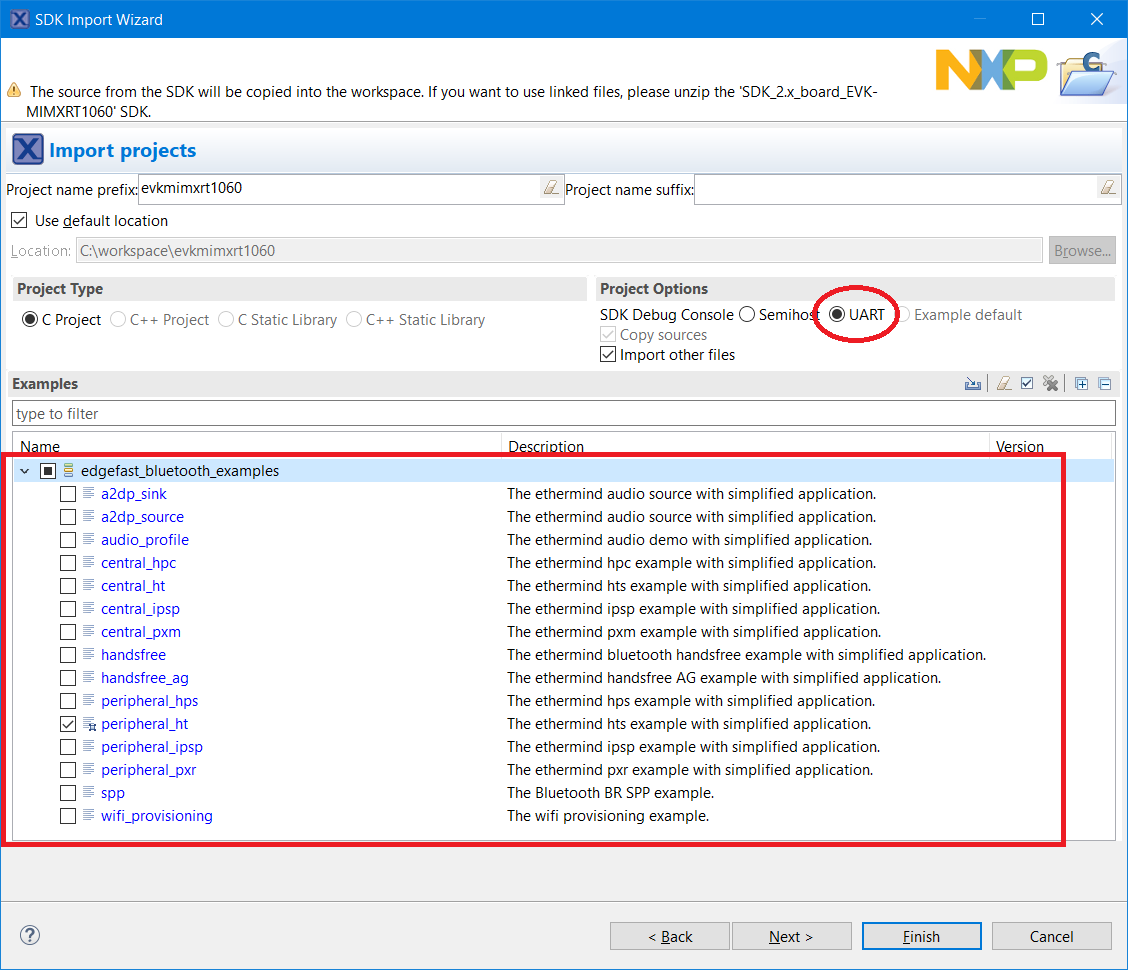 SDK Import Wizard
NXP
The source from the SDK will be copied into the workspace. If you want to use linked files, please unzip the 'SDK_2.x_board_EVK-
MIMXRT1060' SDK.
Import projects
Project name prefix: evkmimxrt1060 Project name suffix:
Use default location
Location: C:\workspace\evkmimxrt1060 Browse...
Project Type Project Options
C Project C++ Project C Static Library C++ Static Library SDK Debug Console Semihost UART Example default
Copy sources
Import other files
Examples
type to filter
Name Description Version
edgefast_bluetooth_examples
a2dp_sink The ethermind audio source with simplified application.
a2dp_source The ethermind audio source with simplified application.
audio_profile The ethermind audio demo with simplified application.
central_hpc The ethermind hpc example with simplified application.
central_ht The ethermind hts example with simplified application.
central_ipsp The ethermind ipsp example with simplified application.
central_pxm The ethermind pxm example with simplified application.
handsfree The ethermind bluetooth handsfree example with simplified application.
handsfree_ag The ethermind handsfree AG example with simplified application.
peripheral_hps The ethermind hps example with simplified application.
peripheral_ht The ethermind hts example with simplified application.
peripheral_ipsp The ethermind ipsp example with simplified application.
peripheral_pxr The ethermind pxr example with simplified application.
spp The Bluetooth BR SPP example.
wifi_provisioning The wifi provisioning example.
? < Back Next > Finish Cancel